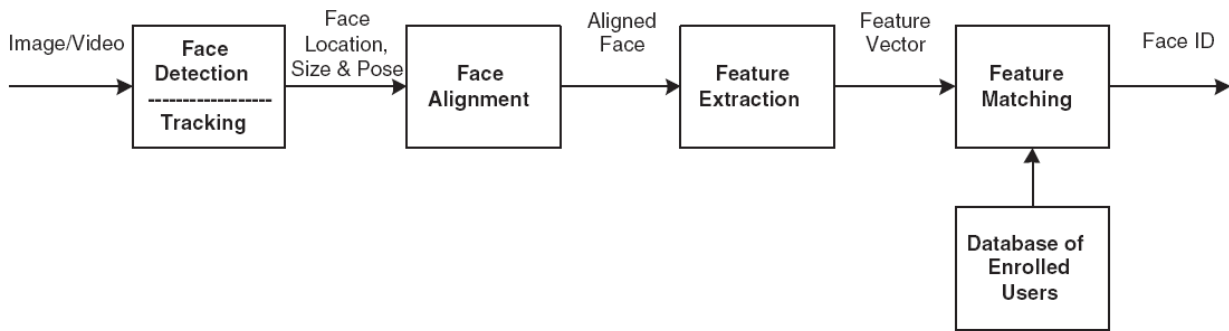 Image/Video
Face
Detection
--------------------
Tracking
Face
Location,
Size & Pose
Face
Alignment
Aligned
Face
Feature
Extraction
Feature
Vector
Feature
Matching
Face ID
Database of
Enrolled
Users